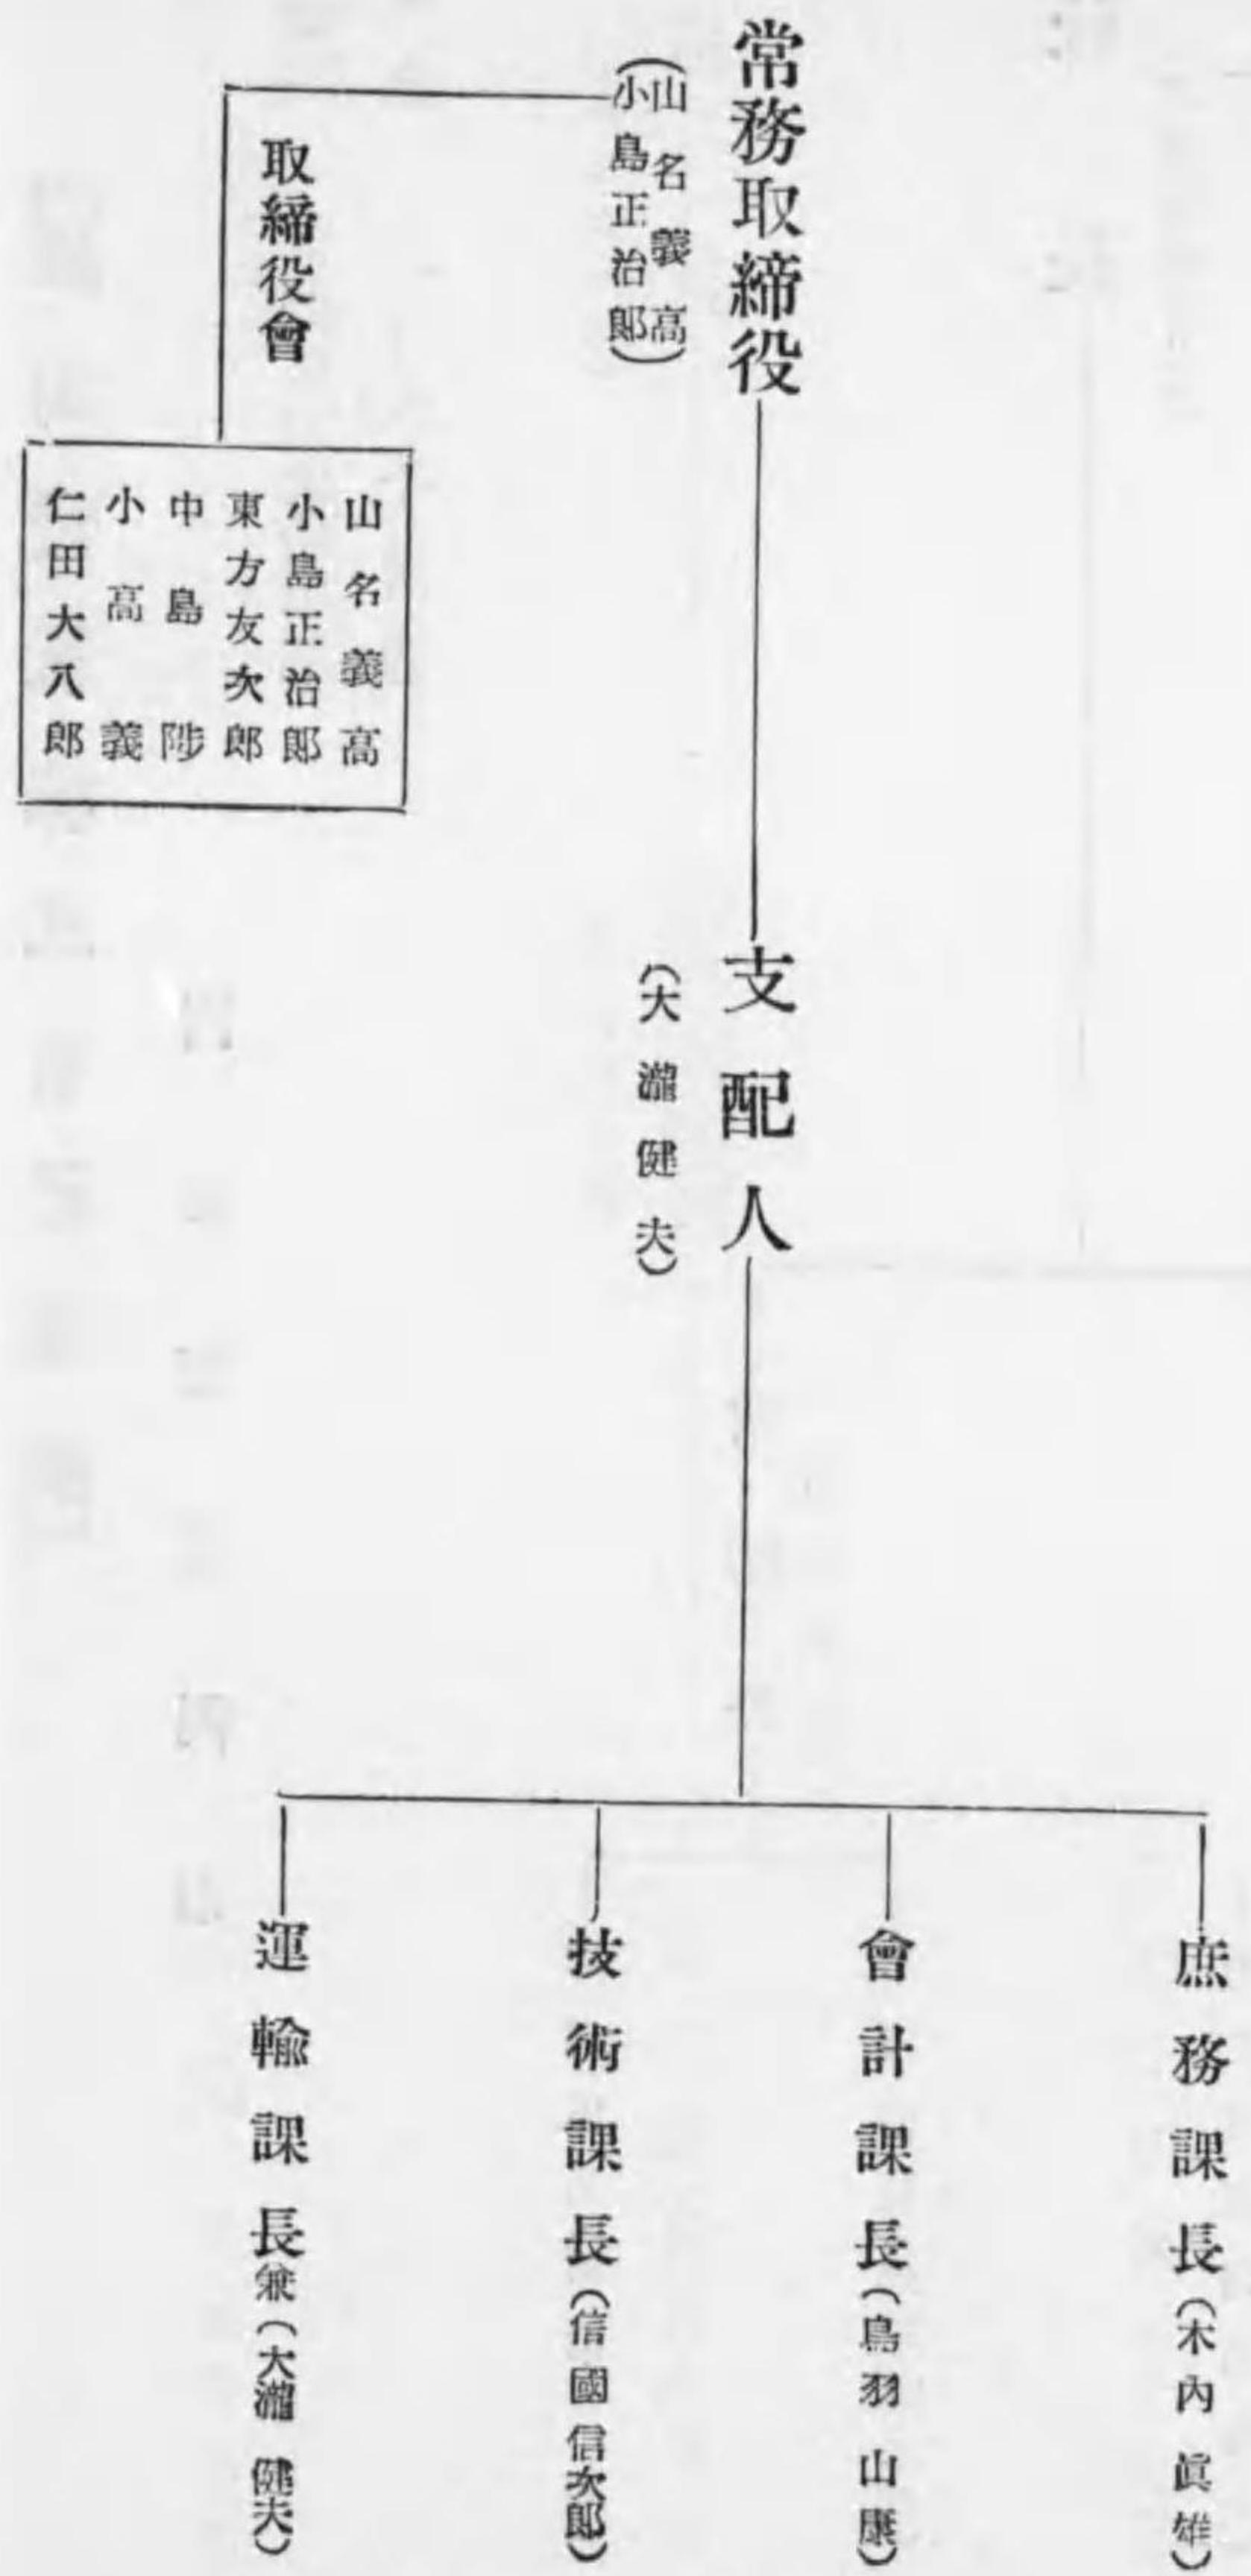 常務取締役
(山名義高
小島正治郎)
取締役會
山名義高
小島正治郎
東方友次郎
中島陟
小高義
仁田大八郎
支配人
(大瀧健夫)
庶務課長(木內眞雄)
會計課長(鳥羽山康)
技術課長(信國信次郎)
運輸課長兼(大瀧健夫)